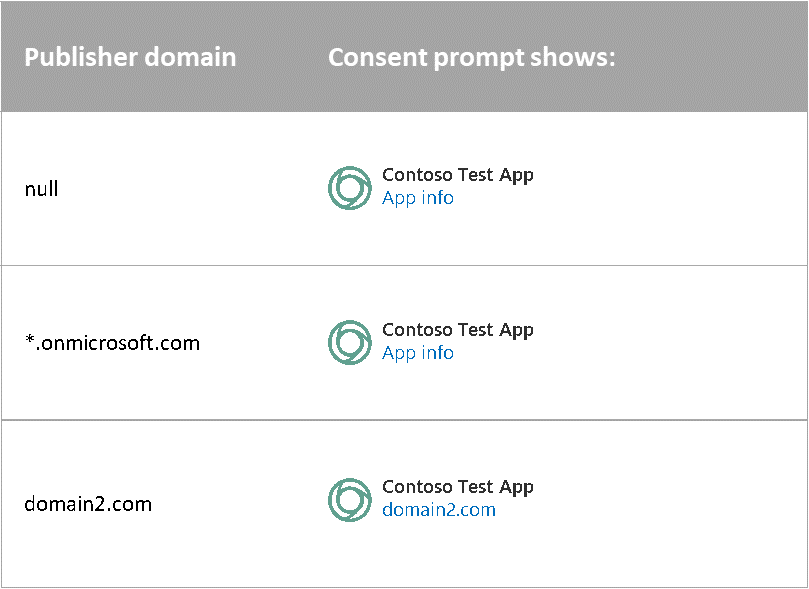 Publisher domain
Consent prompt shows:
null
Contoso Test App
App info
*.onmicrosoft.com
Contoso Test App
App info
domain2.com
Contoso Test App
domain2.com